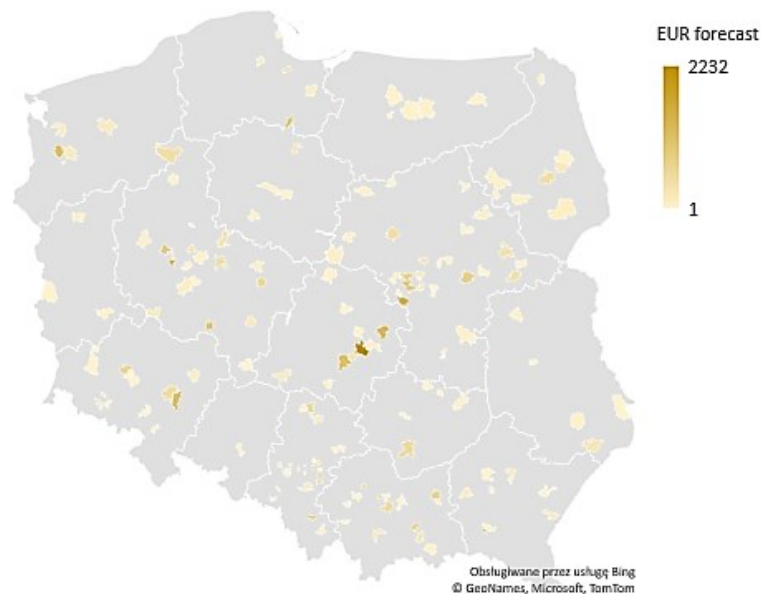 EUR forecast
2232
1
Obsługiwane przez usługę Bing
© GeoNames, Microsoft, TomTom